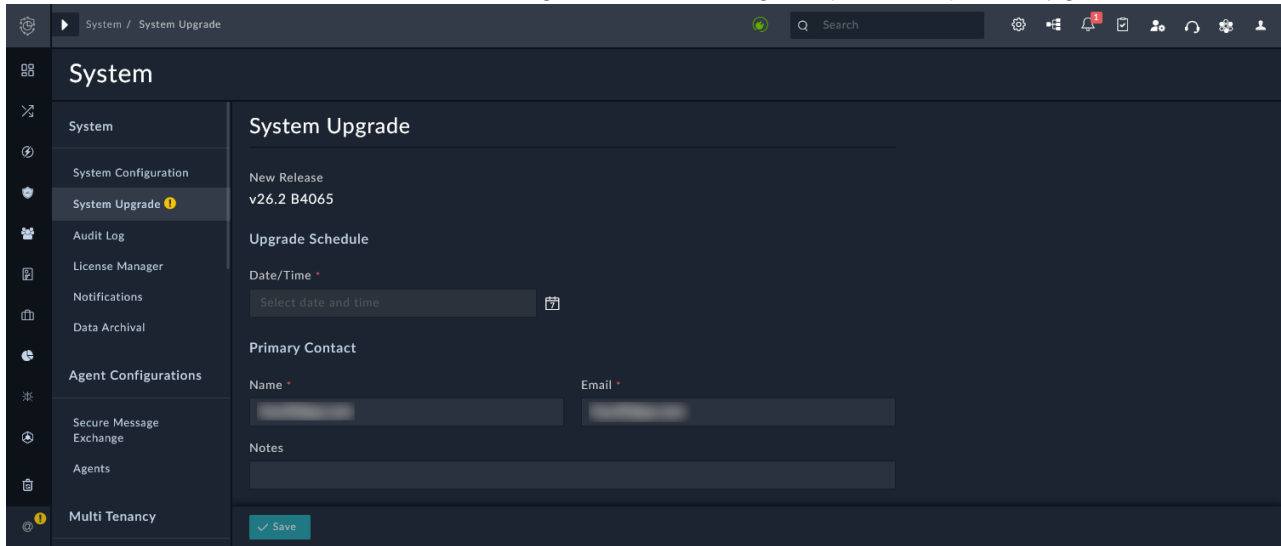 System / System Upgrade
Search
1
System
System
System Configuration
System Upgrade !
Audit Log
License Manager
Notifications
Data Archival
Agent Configurations
Secure Message
Exchange
Agents
Multi Tenancy
@ !
System Upgrade
New Release
v26.2 B4065
Upgrade Schedule
Date/Time *
Select date and time
7
Primary Contact
Name * Email *
Notes
Save